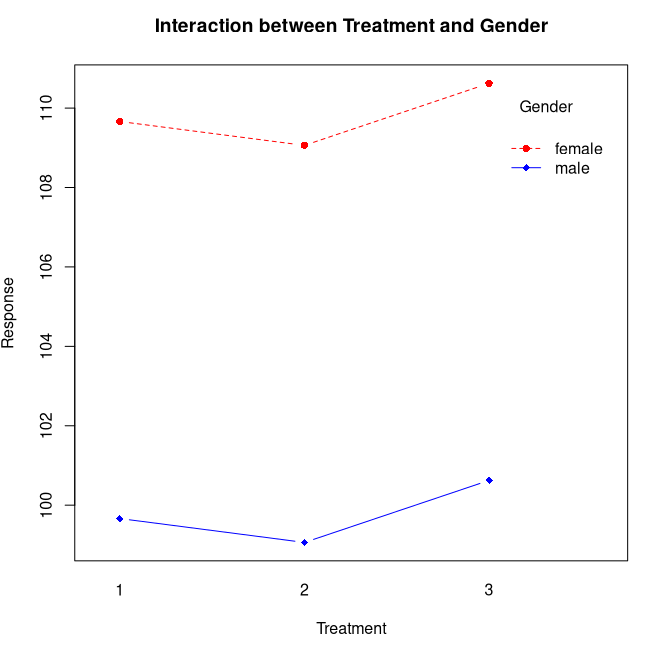 Interaction between Treatment and Gender
110
108
106
104
102
100
Response
Gender
female
male
1 2 3
Treatment